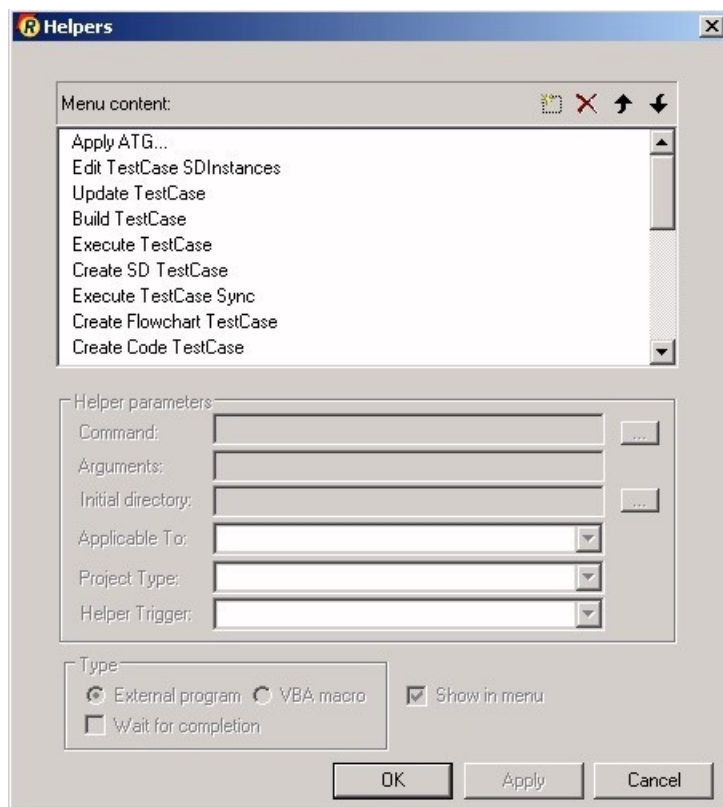 R Helpers
Menu content:
Apply ATG...
Edit TestCase SDInstances
Update TestCase
Build TestCase
Execute TestCase
Create SD TestCase
Execute TestCase Sync
Create Flowchart TestCase
Create Code TestCase
Helper parameters
Command: ...
Arguments:
Initial directory: ...
Applicable To:
Project Type:
Helper Trigger:
Type
External program VBA macro Show in menu
Wait for completion
OK Apply Cancel